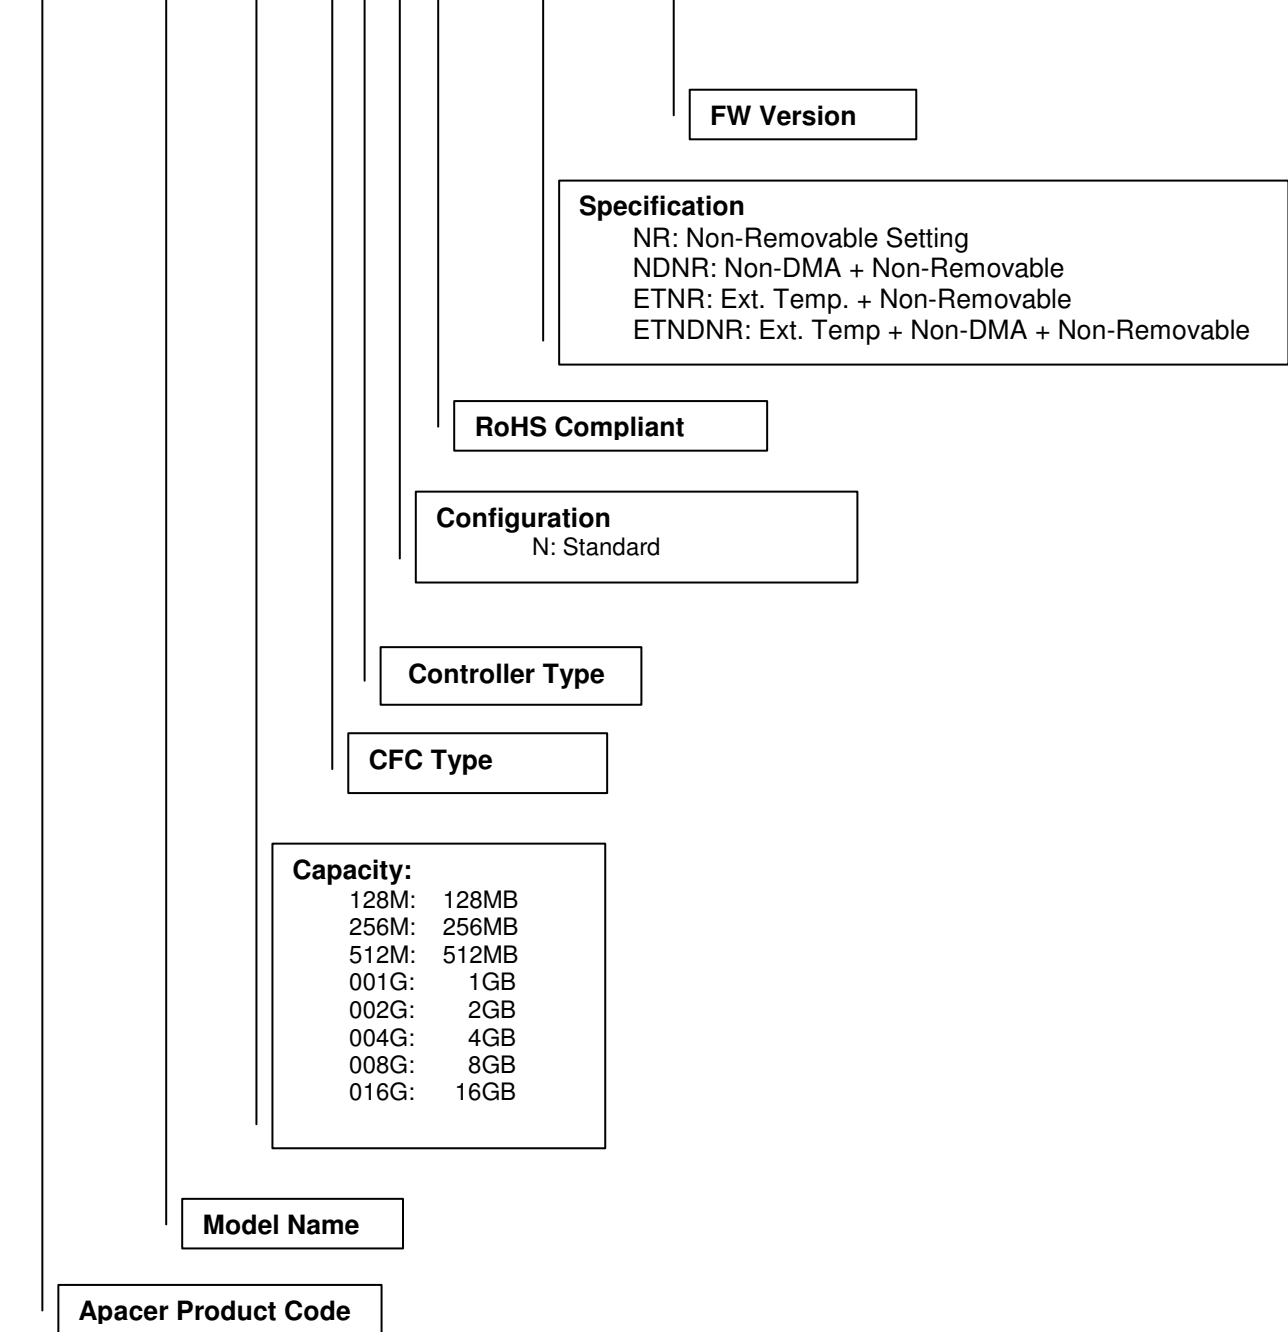 FW Version
Specification
NR: Non-Removable Setting
NDNR: Non-DMA + Non-Removable
ETNR: Ext. Temp. + Non-Removable
ETNDNR: Ext. Temp + Non-DMA + Non-Removable
RoHS Compliant
Configuration
N: Standard
Controller Type
CFC Type
Capacity:
128M: 128MB
256M: 256MB
512M: 512MB
001G: 1GB
002G: 2GB
004G: 4GB
008G: 8GB
016G: 16GB
Model Name
Apacer Product Code